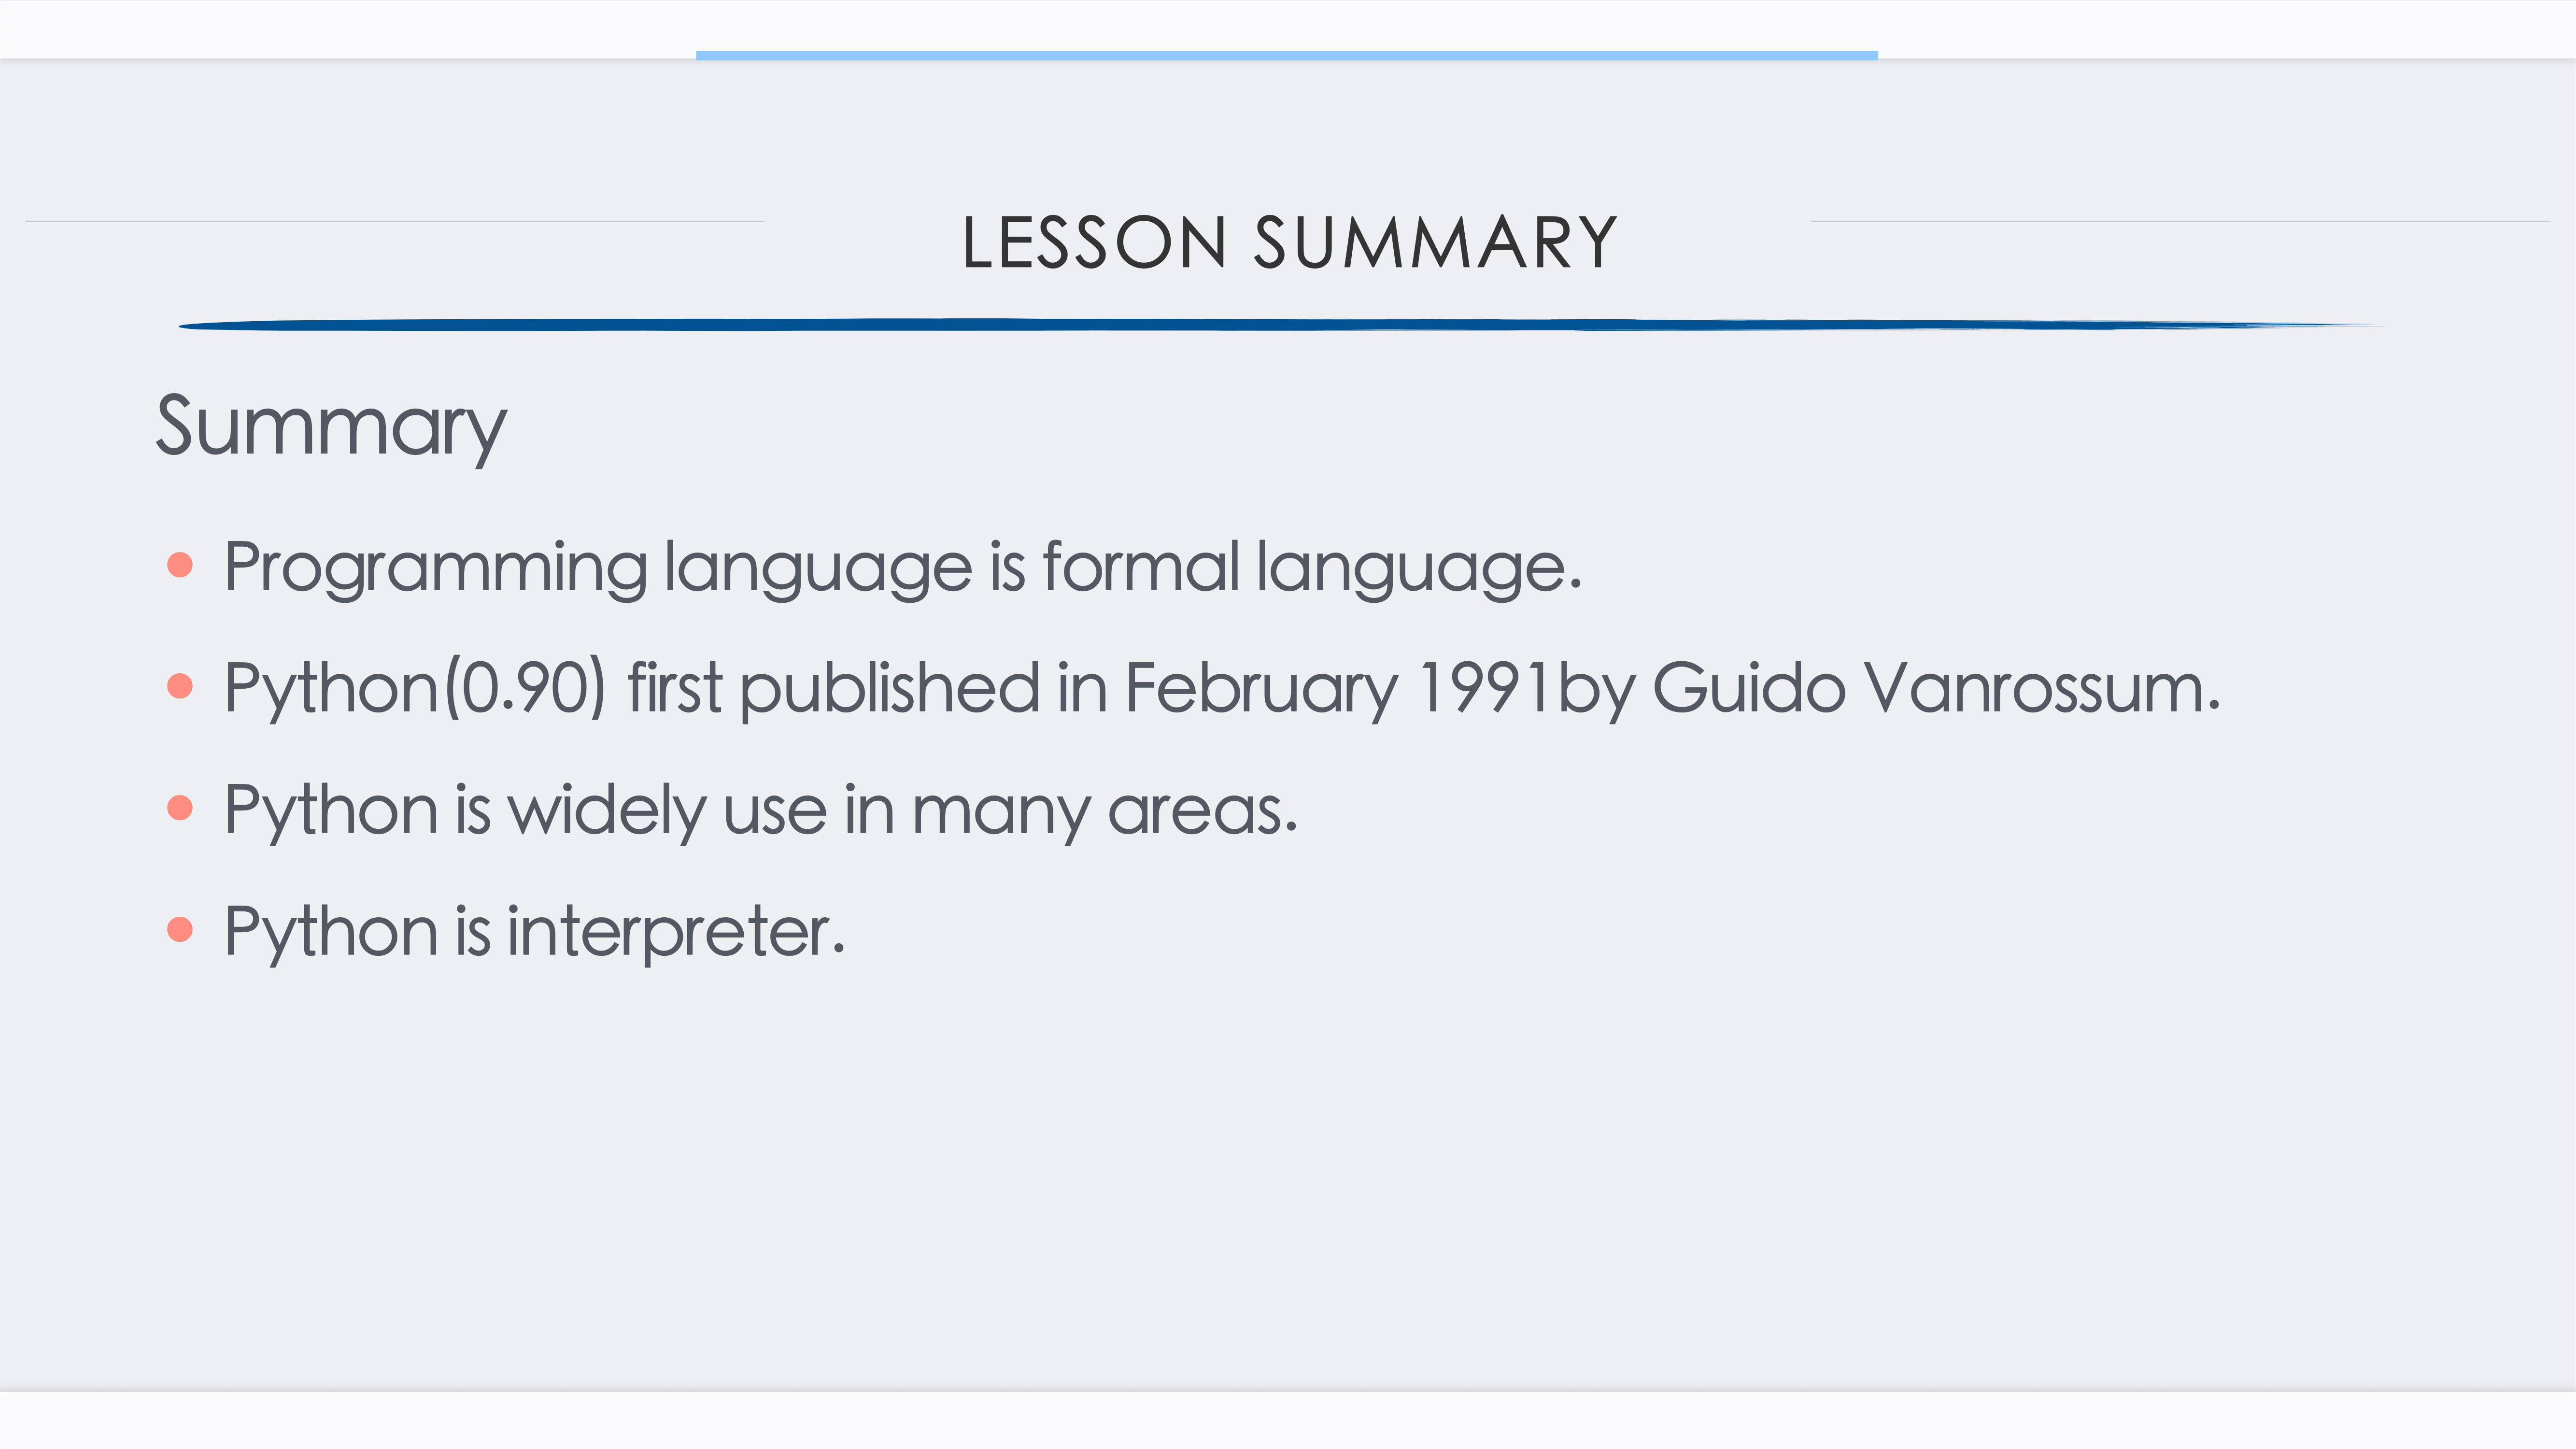 LESSON SUMMARY
Summary
• Programming language is formal language.
• Python(0.90) first published in February 1991by Guido Vanrossum.
• Python is widely use in many areas.
• Python is interpreter.